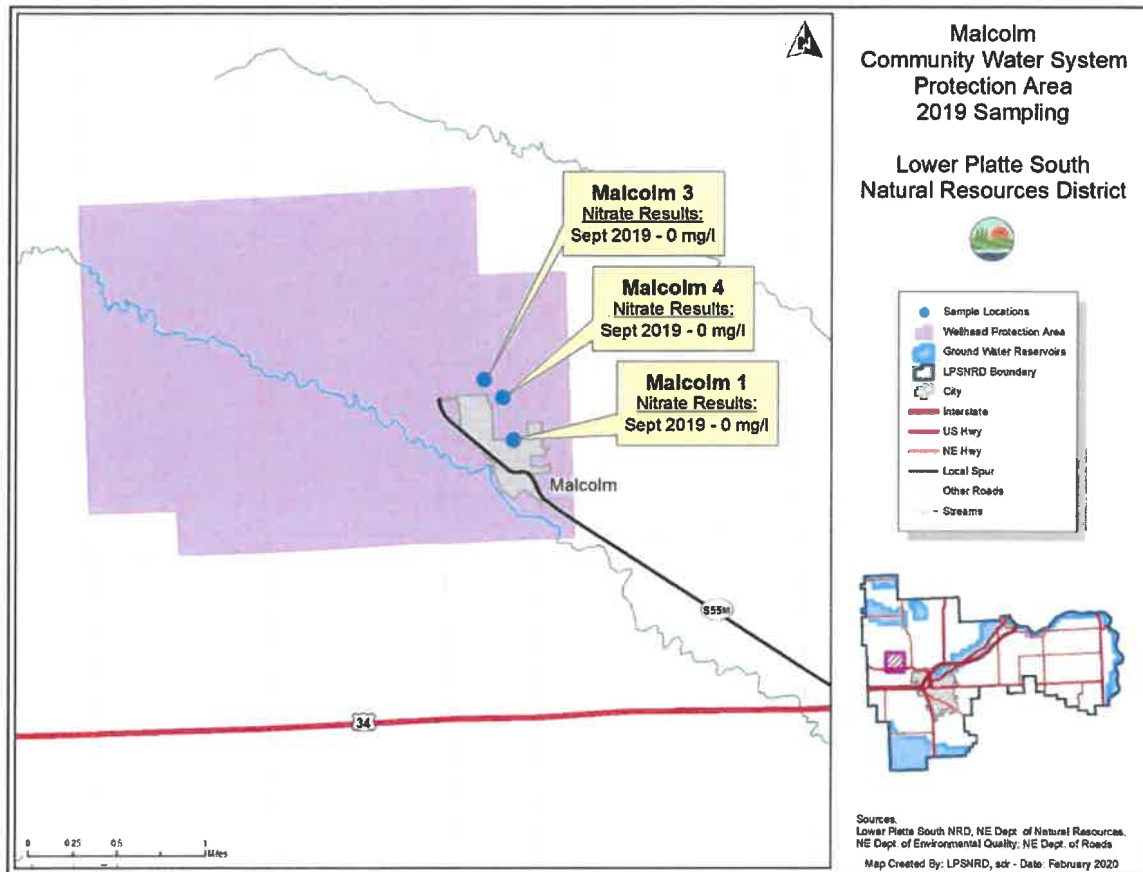 Malcolm
Community Water System
Protection Area
2019 Sampling
Lower Platte South
Natural Resources District
N
Malcolm 3
Nitrate Results:
Sept 2019 - 0 mg/l
Malcolm 4
Nitrate Results:
Sept 2019 - 0 mg/l
Malcolm 1
Nitrate Results:
Sept 2019 - 0 mg/l
Malcolm
S55M
34
0 0.25 0.5 1
Miles
Sample Locations
Wellhead Protection Area
Ground Water Reservoirs
LPSNRD Boundary
City
Interstate
US Hwy
NE Hwy
Local Spur
Other Roads
Streams
Sources.
Lower Platte South NRD, NE Dept of Natural Resources,
NE Dept. of Environmental Quality; NE Dept. of Roads
Map Created By: LPSNRD, sdr - Date: February 2020